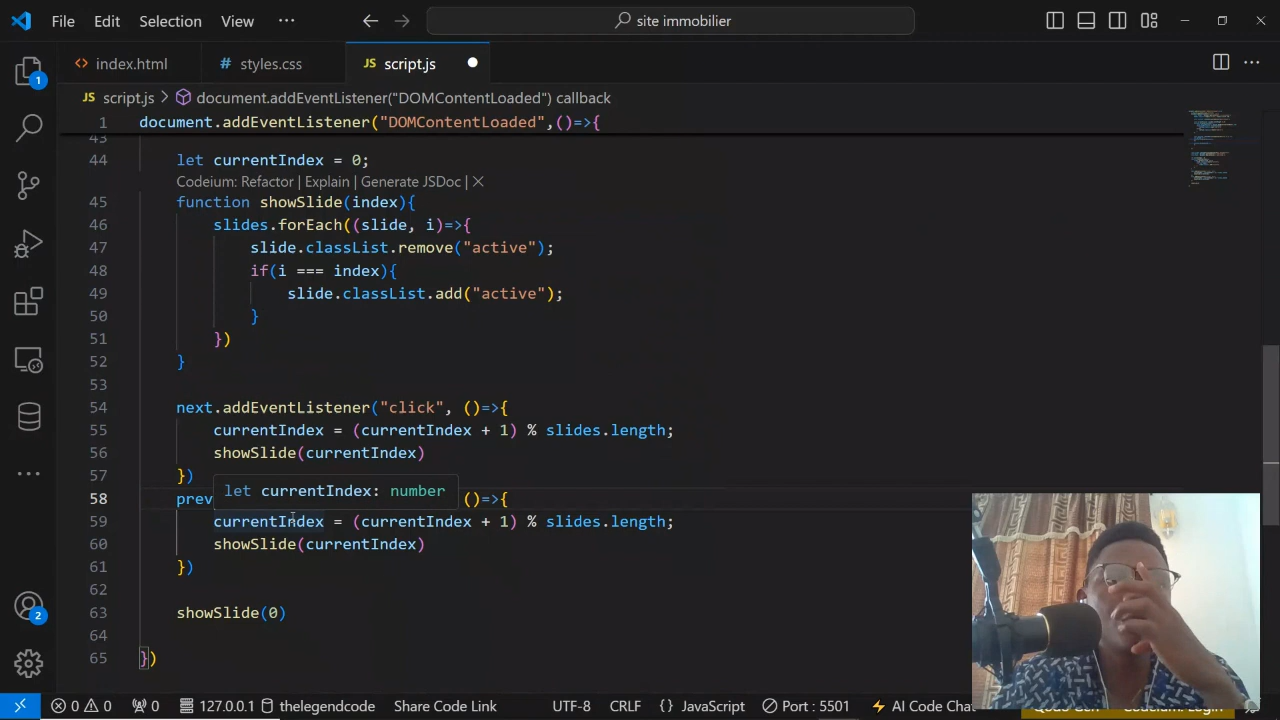 File Edit Selection View ··· site immobilier
index.html styles.css JS script.js
JS script.js > document.addEventListener("DOMContentLoaded") callback
1 document.addEventListener("DOMContentLoaded",()=>{
43
44 let currentIndex = 0;
Codeium: Refactor | Explain | Generate JSDoc | ×
45 function showSlide(index){
46 slides.forEach((slide, i)=>{
47 slide.classList.remove("active");
48 if(i === index){
49 slide.classList.add("active");
50 }
51 })
52 }
53
54 next.addEventListener("click", ()=>{
55 currentIndex = (currentIndex + 1) % slides.length;
56 showSlide(currentIndex)
57 })
let currentIndex: number
58 prev ()=>{
59 currentIndex = (currentIndex + 1) % slides.length;
60 showSlide(currentIndex)
61 })
62
63 showSlide(0)
64
65 })
1
2
0 0 0 127.0.0.1 thelegendcode Share Code Link UTF-8 CRLF {} JavaScript Port : 5501 AI Code Chat